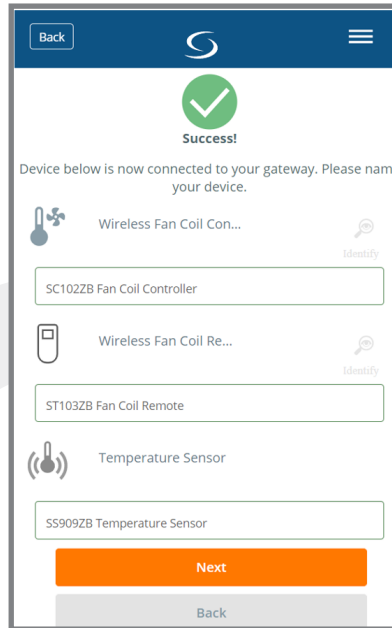 Back
Success!
Device below is now connected to your gateway. Please nam
your device.
Wireless Fan Coil Con...
Identify
SC102ZB Fan Coil Controller
Wireless Fan Coil Re...
Identify
ST103ZB Fan Coil Remote
Temperature Sensor
SS909ZB Temperature Sensor
Next
Back